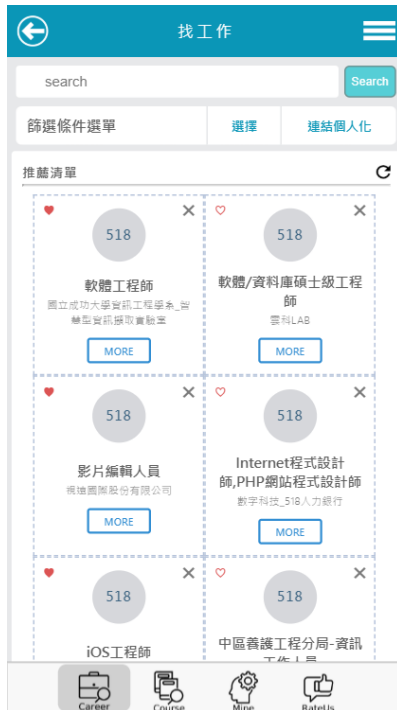 找工作
search
Search
篩選條件選單
選擇
連結個人化
推薦清單
518
軟體工程師
國立成功大學資訊工程學系_智
慧型資訊擷取實驗室
MORE
518
軟體/資料庫碩士級工程
師
雲科LAB
MORE
518
影片編輯人員
國際股份有限公司
MORE
518
Internet程式設計
師,PHP網站程式設計師
數字科技_518人力銀行
MORE
518
iOS工程師
518
中區養護工程分局-資訊
工作人員
Career
Course
Mine
RateUs